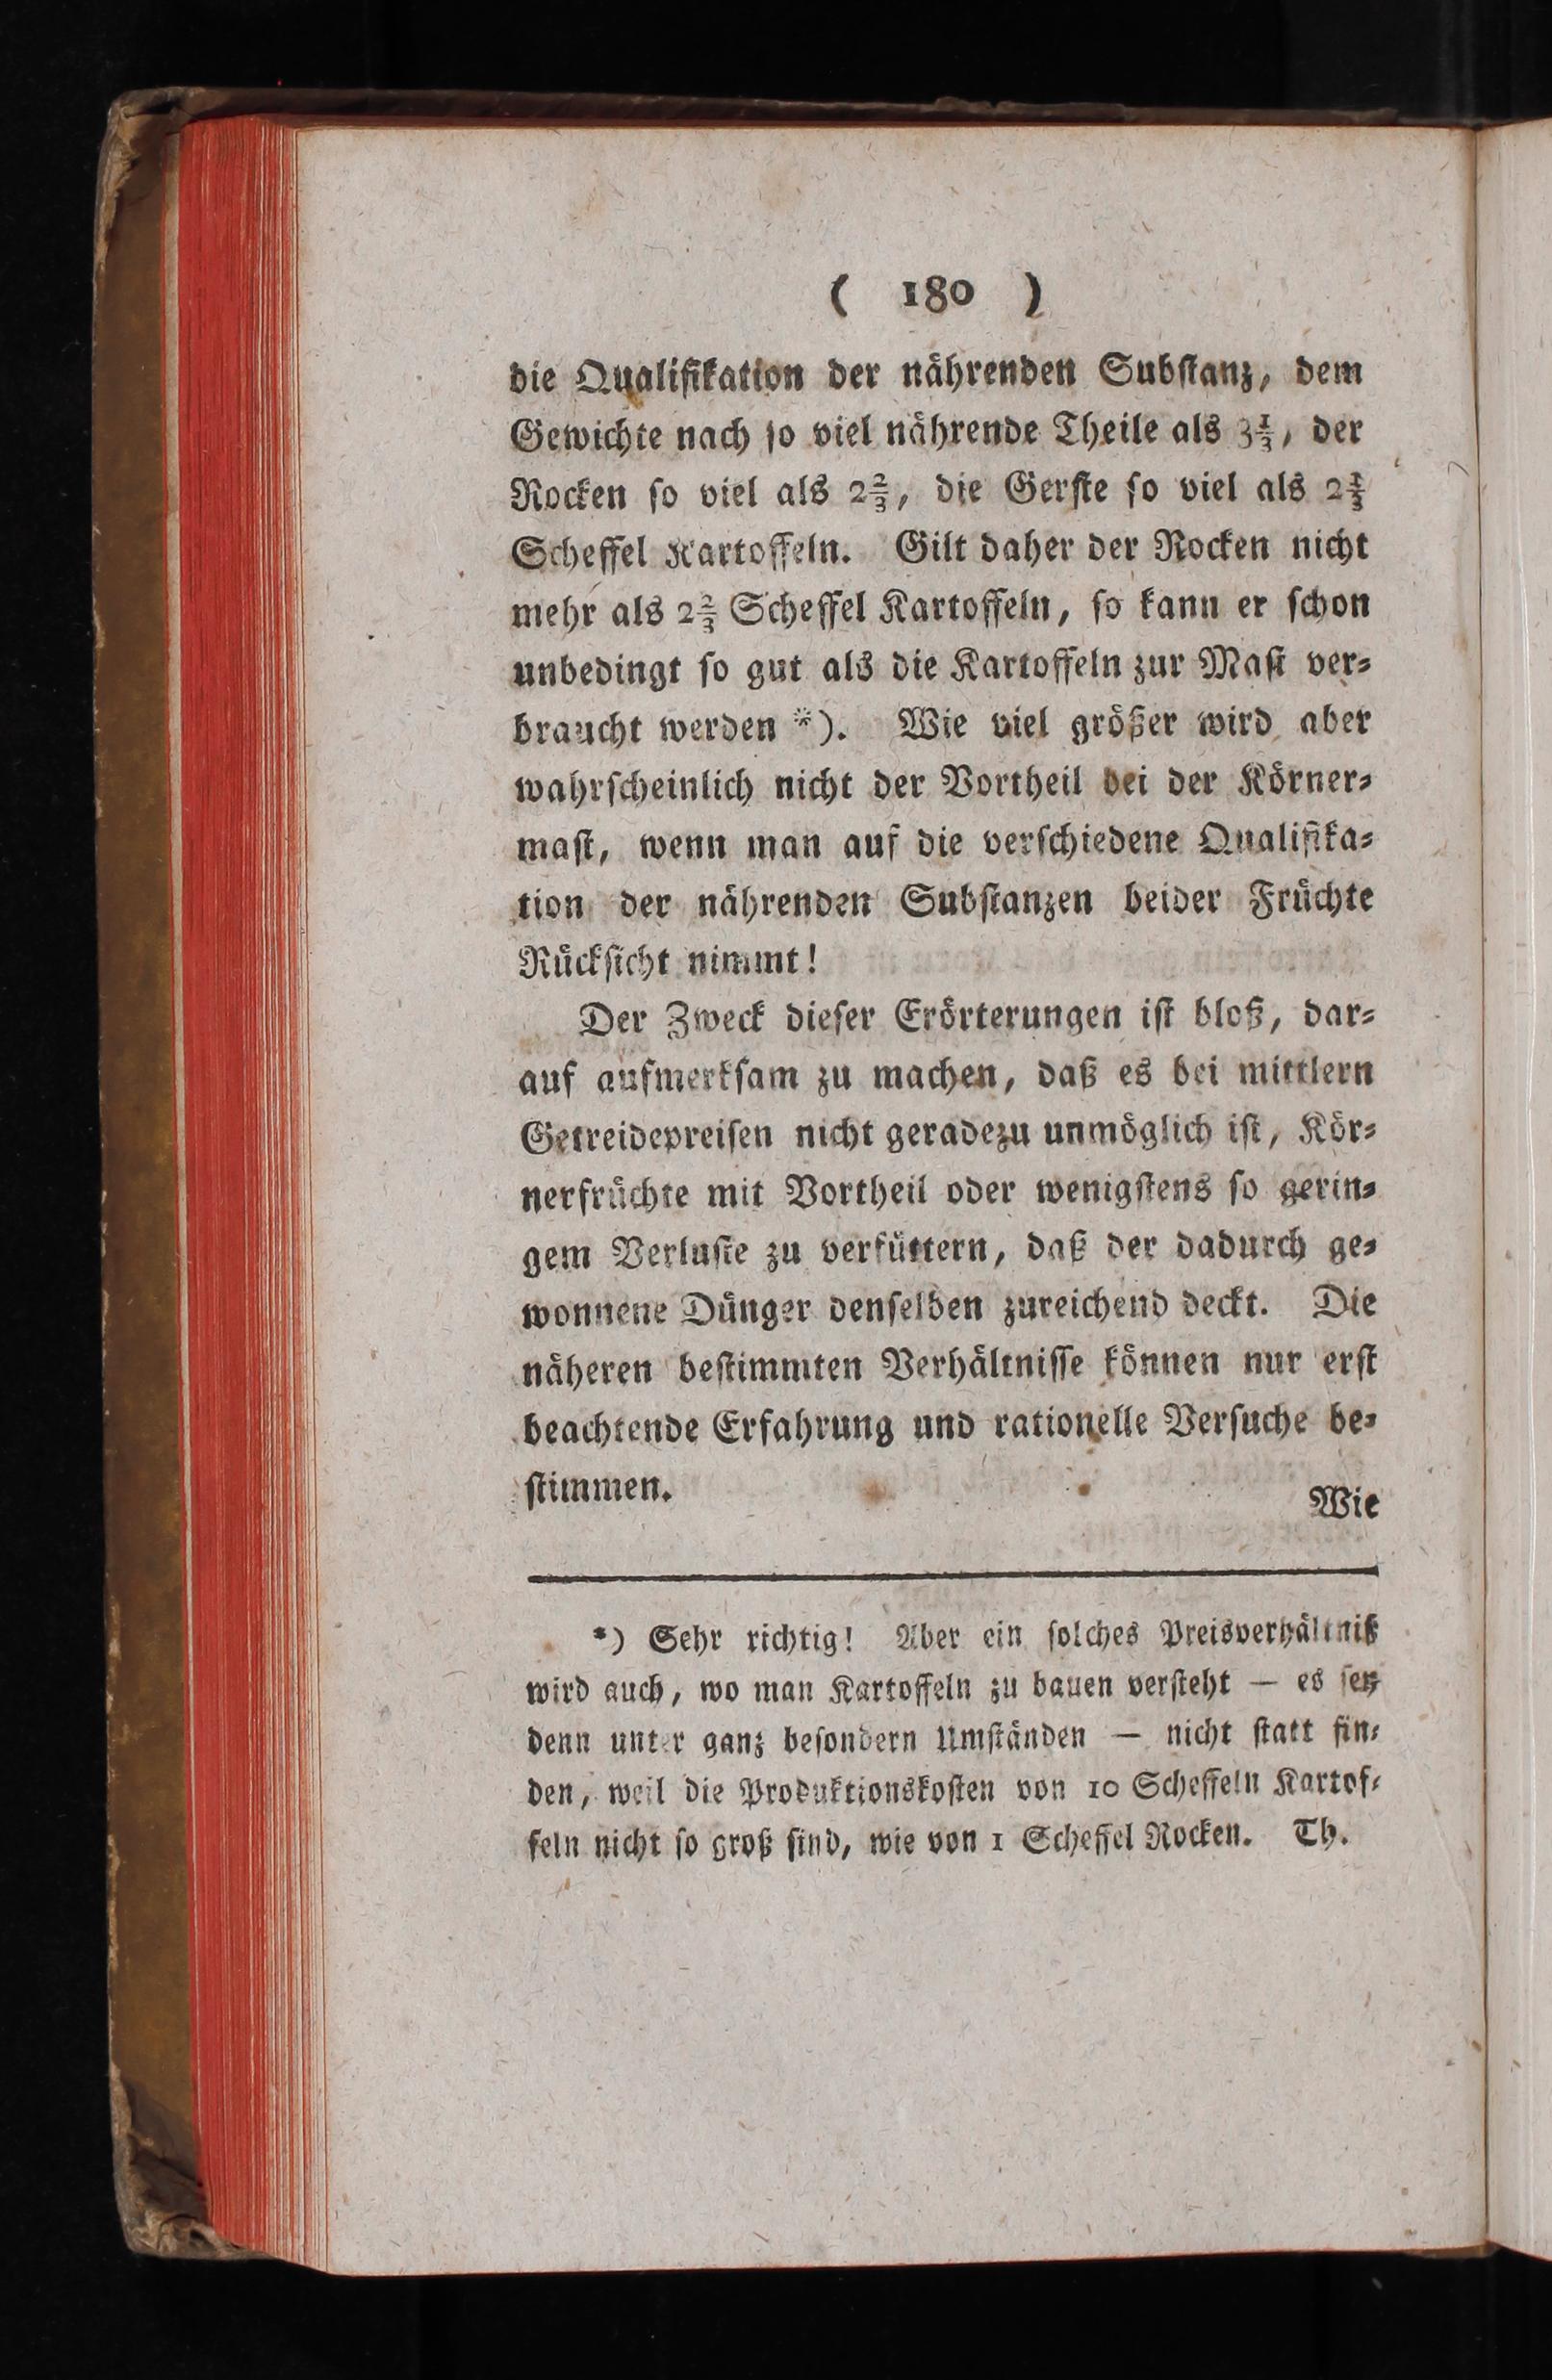 ( 180 )
die Qualifikation der nährenden Subſtanz, dem
Gewichte nach ſo viel nährende Theile als 3⅓, der
Rocken ſo viel als 2⅔, die Gerſte ſo viel als
Scheffel Kartoffeln. Gilt daher der Rocken nicht
mehr als 2⅔ Scheffel Kartoffeln, ſo kann er ſchon
unbedingt ſo gut als die Kartoffeln zur Maſt ver⸗
braucht werden *). Wie viel größer wird aber
wahrſcheinlich nicht der Vortheil bei der Körner⸗
maſt, wenn man auf die verſchiedene Qualifika⸗
tion der nährenden Subſtanzen beider Früchte
Rückſicht nimmt!
Der Zweck dieſer Erörterungen iſt bloß, dar⸗
auf aufmerkſam zu machen, daß es bei mittlern
Getreidepreiſen nicht geradezu unmöglich iſt, Kör⸗
nerfrüchte mit Vortheil oder wenigſtens ſo gerin⸗
gem Verluſte zu verfüttern, daß der dadurch ge⸗
wonnene Dünger denſelben zureichend deckt. Die
näheren beſtimmten Verhältniſſe können nur erſt
beachtende Erfahrung und rationelle Verſuche be⸗
ſtimmen.
Wie
*) Sehr richtig! Aber ein ſolches Preisverhältniß
wird auch, wo man Kartoffeln zu bauen verſteht — es ſey
denn unter ganz beſondern Umſtänden — nicht ſtatt fin⸗
den, weil die Produktionskoſten von 10 Scheffeln Kartof⸗
feln nicht ſo groß ſind, wie von 1 Scheffel Rocken. Th.